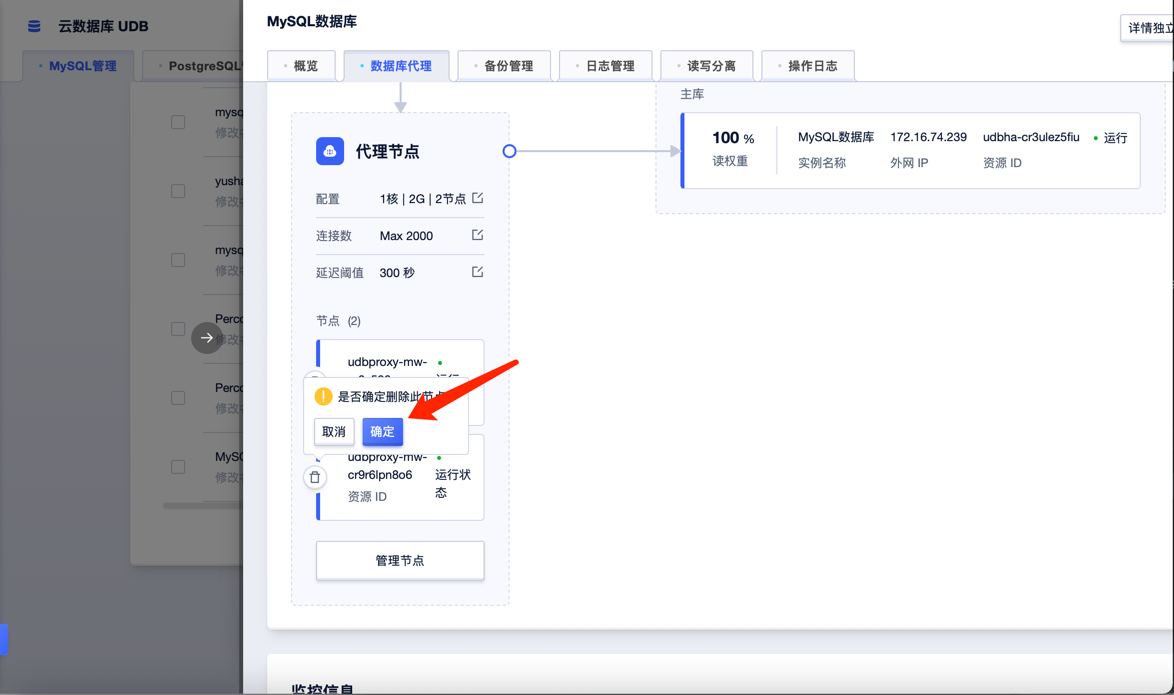 云数据库 UDB
MySQL管理
PostgreSQL
mysq
修改
yusha
修改
mysq
修改
Perco
修改
Perco
修改
MyS
修改
MySQL数据库
详情独立
概览
数据库代理
备份管理
日志管理
读写分离
操作日志
代理节点
配置 1核 | 2G | 2节点
连接数 Max 2000
延迟阈值 300 秒
节点 (2)
udbproxy-mw-
是否确定删除此节点
取消 确定
udbproxy-mw-
cr9r6lpn8o6
运行状
态
资源 ID
管理节点
主库
100 %
读权重
MySQL数据库
实例名称
172.16.74.239
外网 IP
udbha-cr3ulez5fiu
资源 ID
运行
监控信息